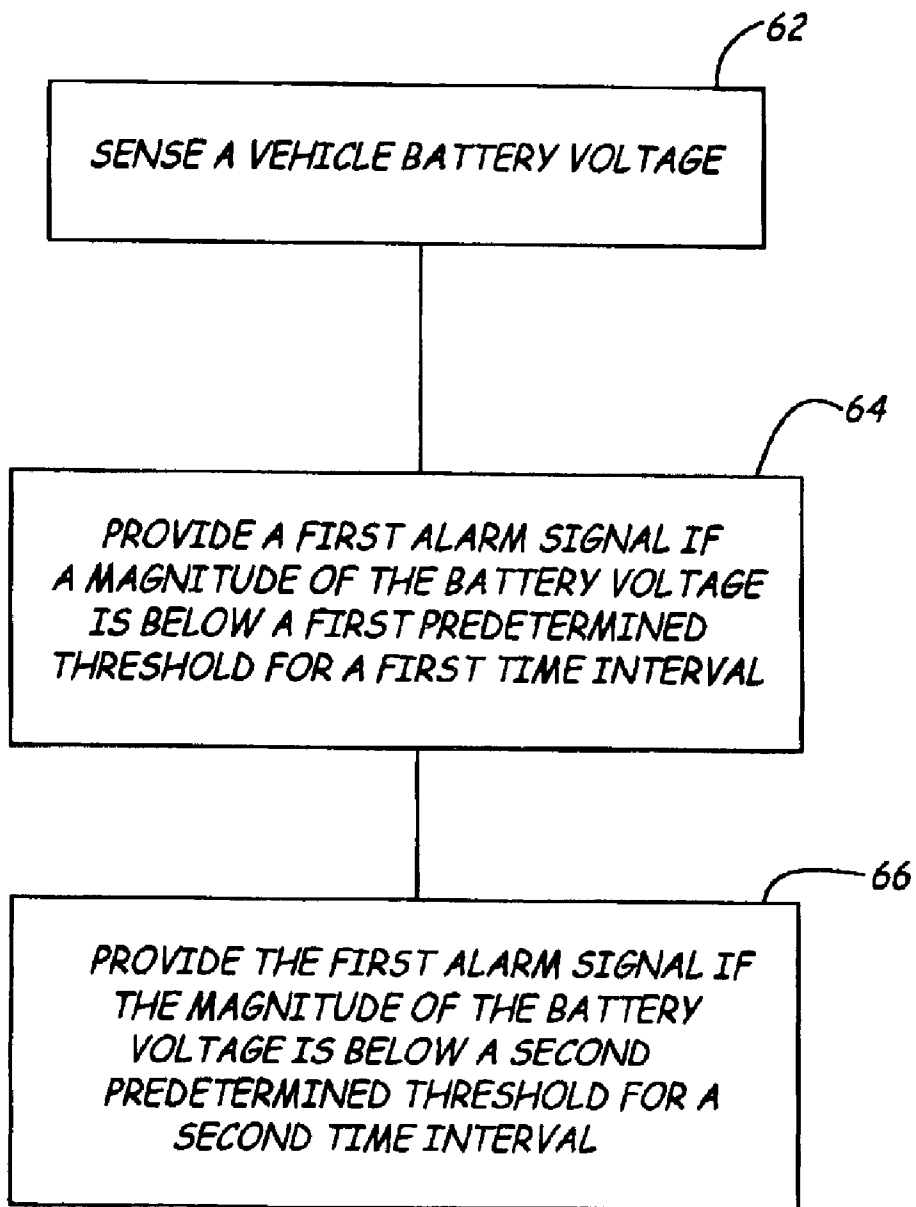 62
SENSE A VEHICLE BATTERY VOLTAGE
64
PROVIDE A FIRST ALARM SIGNAL IF
A MAGNITUDE OF THE BATTERY VOLTAGE
IS BELOW A FIRST PREDETERMINED
THRESHOLD FOR A FIRST TIME INTERVAL
66
PROVIDE THE FIRST ALARM SIGNAL IF
THE MAGNITUDE OF THE BATTERY
VOLTAGE IS BELOW A SECOND
PREDETERMINED THRESHOLD FOR A
SECOND TIME INTERVAL